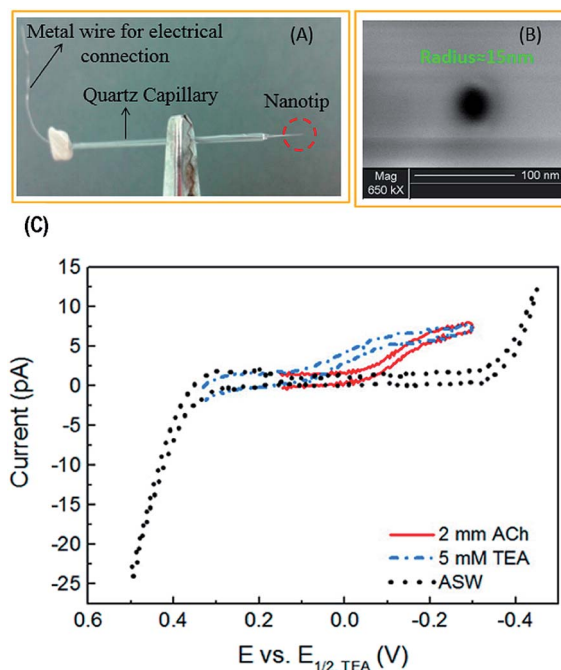 (A)
Metal wire for electrical
connection
Quartz Capillary
Nanotip
(B)
Radius=15nm
Mag
650 kX
100 nm
(C)
15
10
5
0
-5
-10
-15
-20
-25
Current (pA)
2 mm ACh
5 mM TEA
ASW
0.6
0.4
0.2
0.0
-0.2
-0.4
E vs. E1/2_TEA (V)